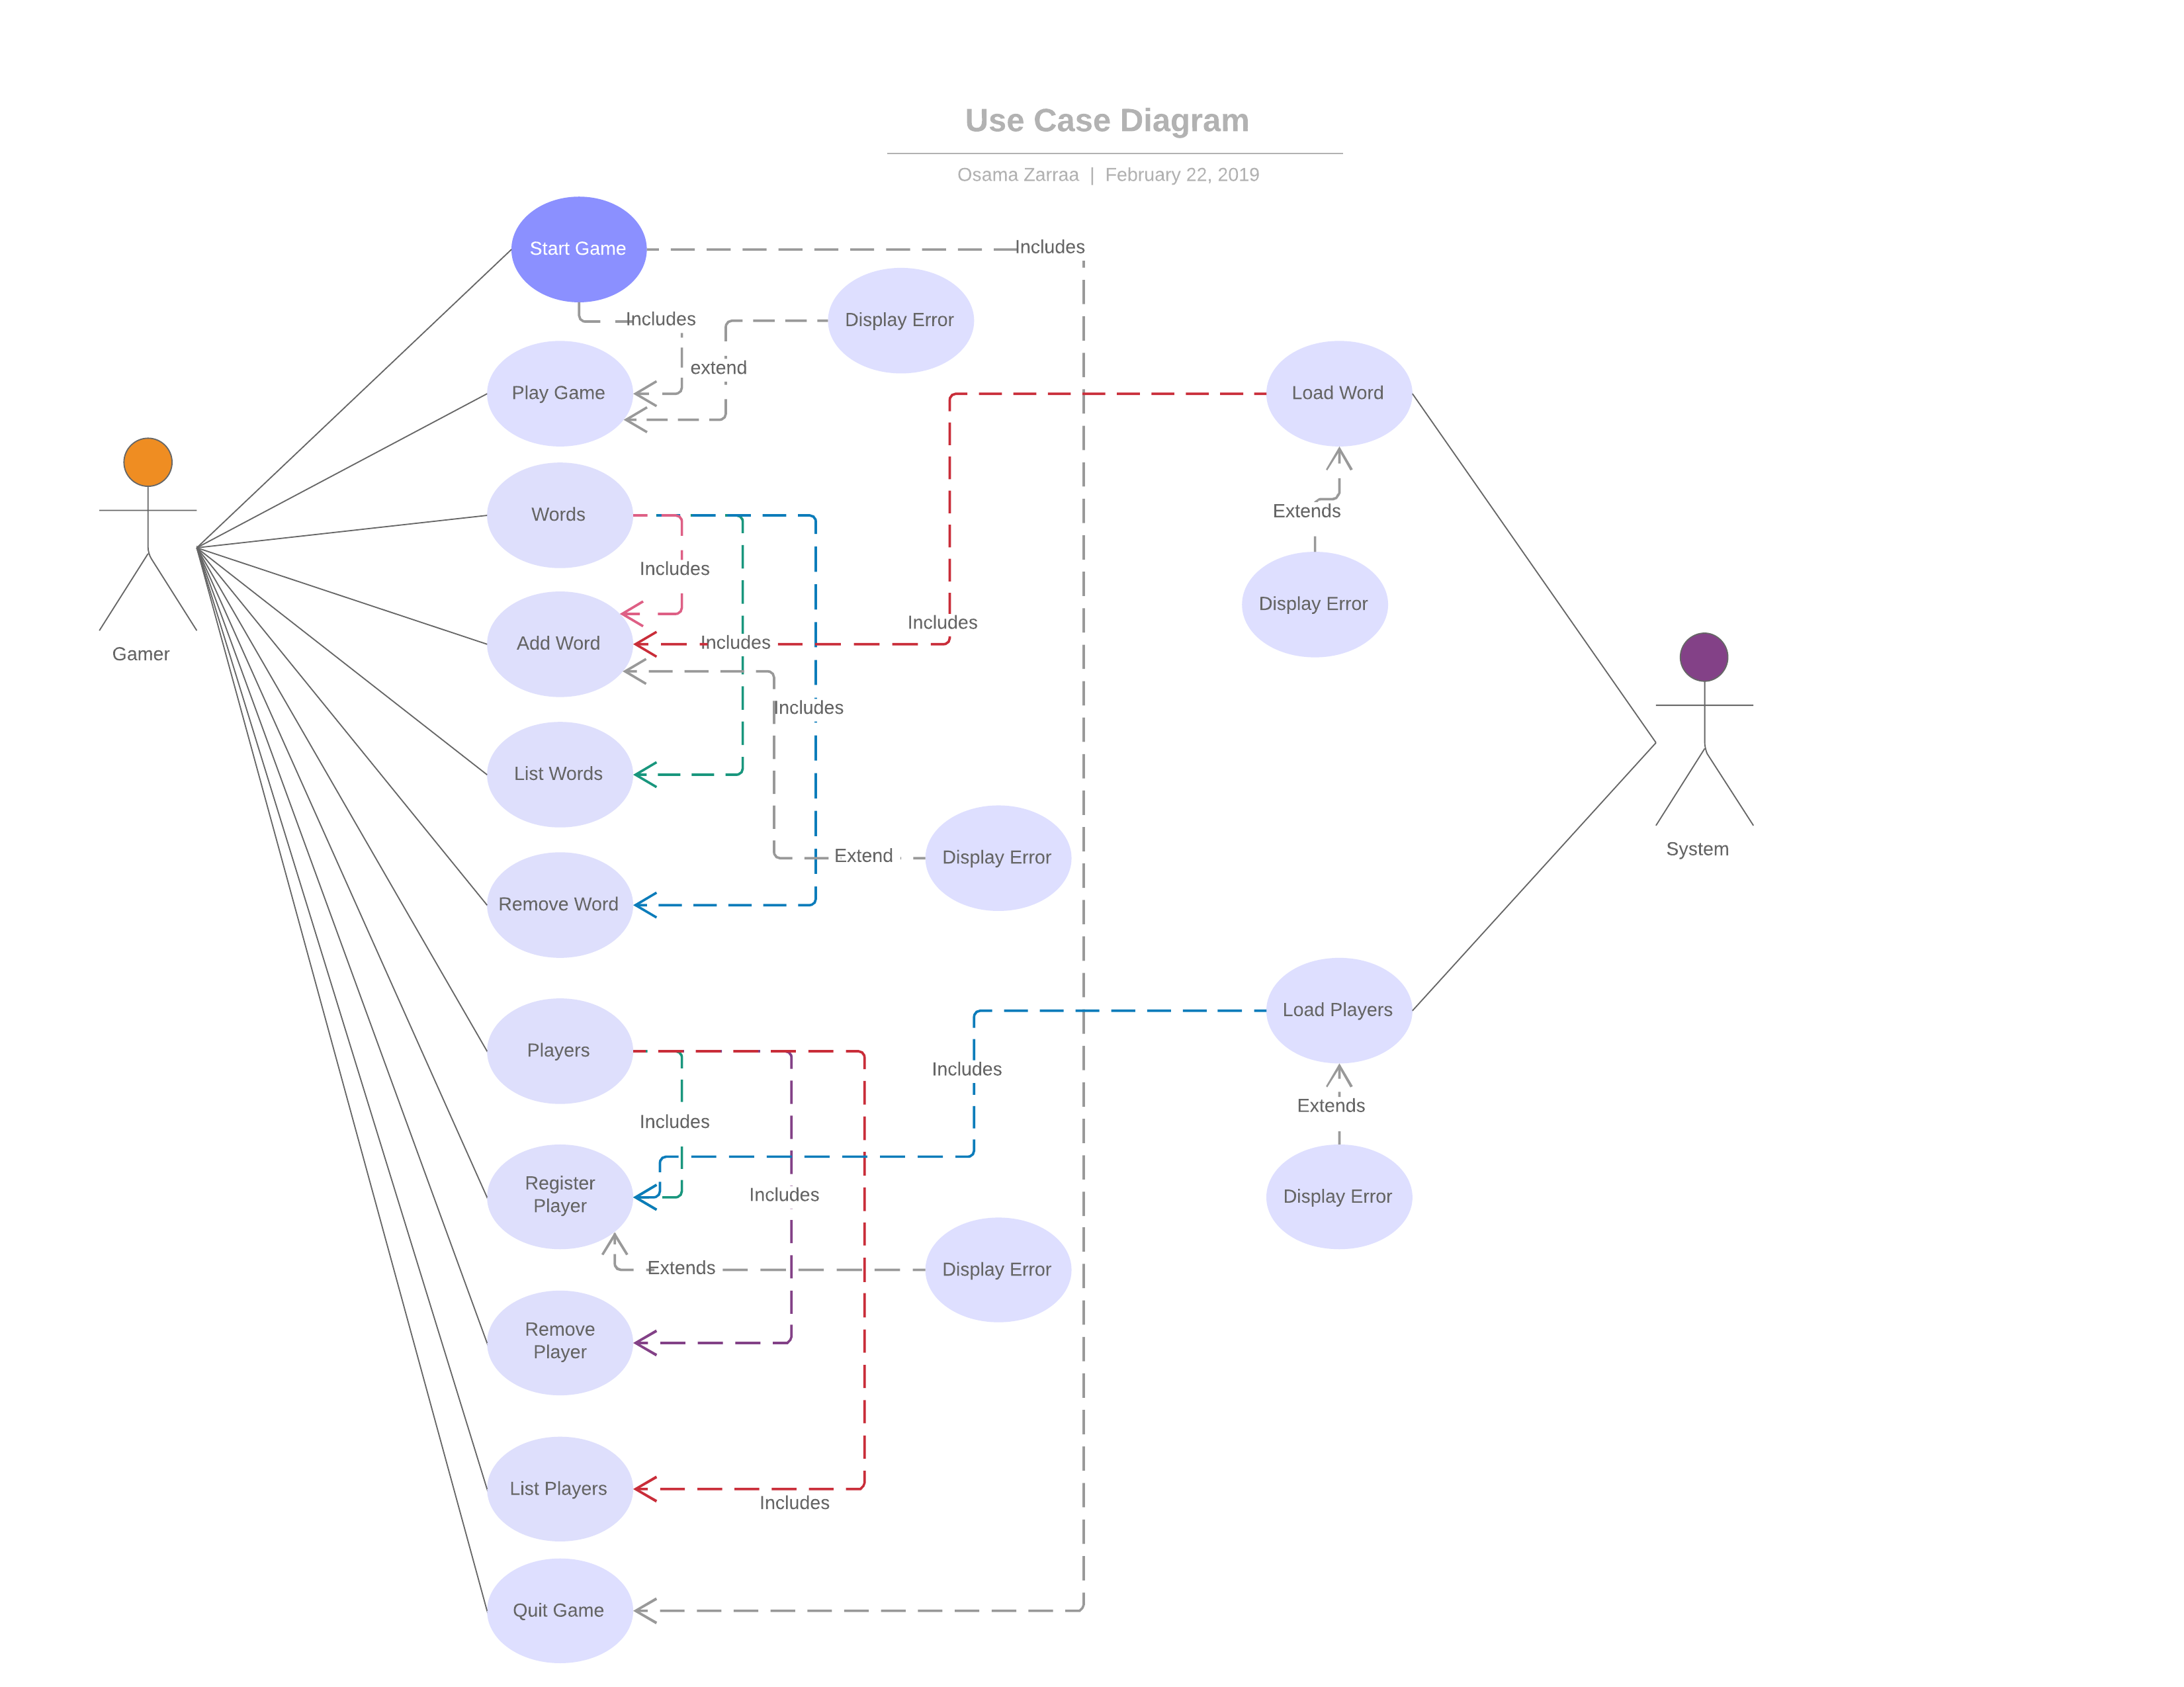 Use Case Diagram
Osama Zarraa | February 22, 2019
Start Game
Includes
Includes
Display Error
extend
Play Game
Load Word
Words
Extends
Includes
Display Error
Includes
Add Word
Includes
Gamer
Includes
List Words
System
Extend
Display Error
Remove Word
Load Players
Players
Includes
Extends
Includes
Register
Player
Includes
Display Error
Extends
Display Error
Remove
Player
List Players
Includes
Quit Game